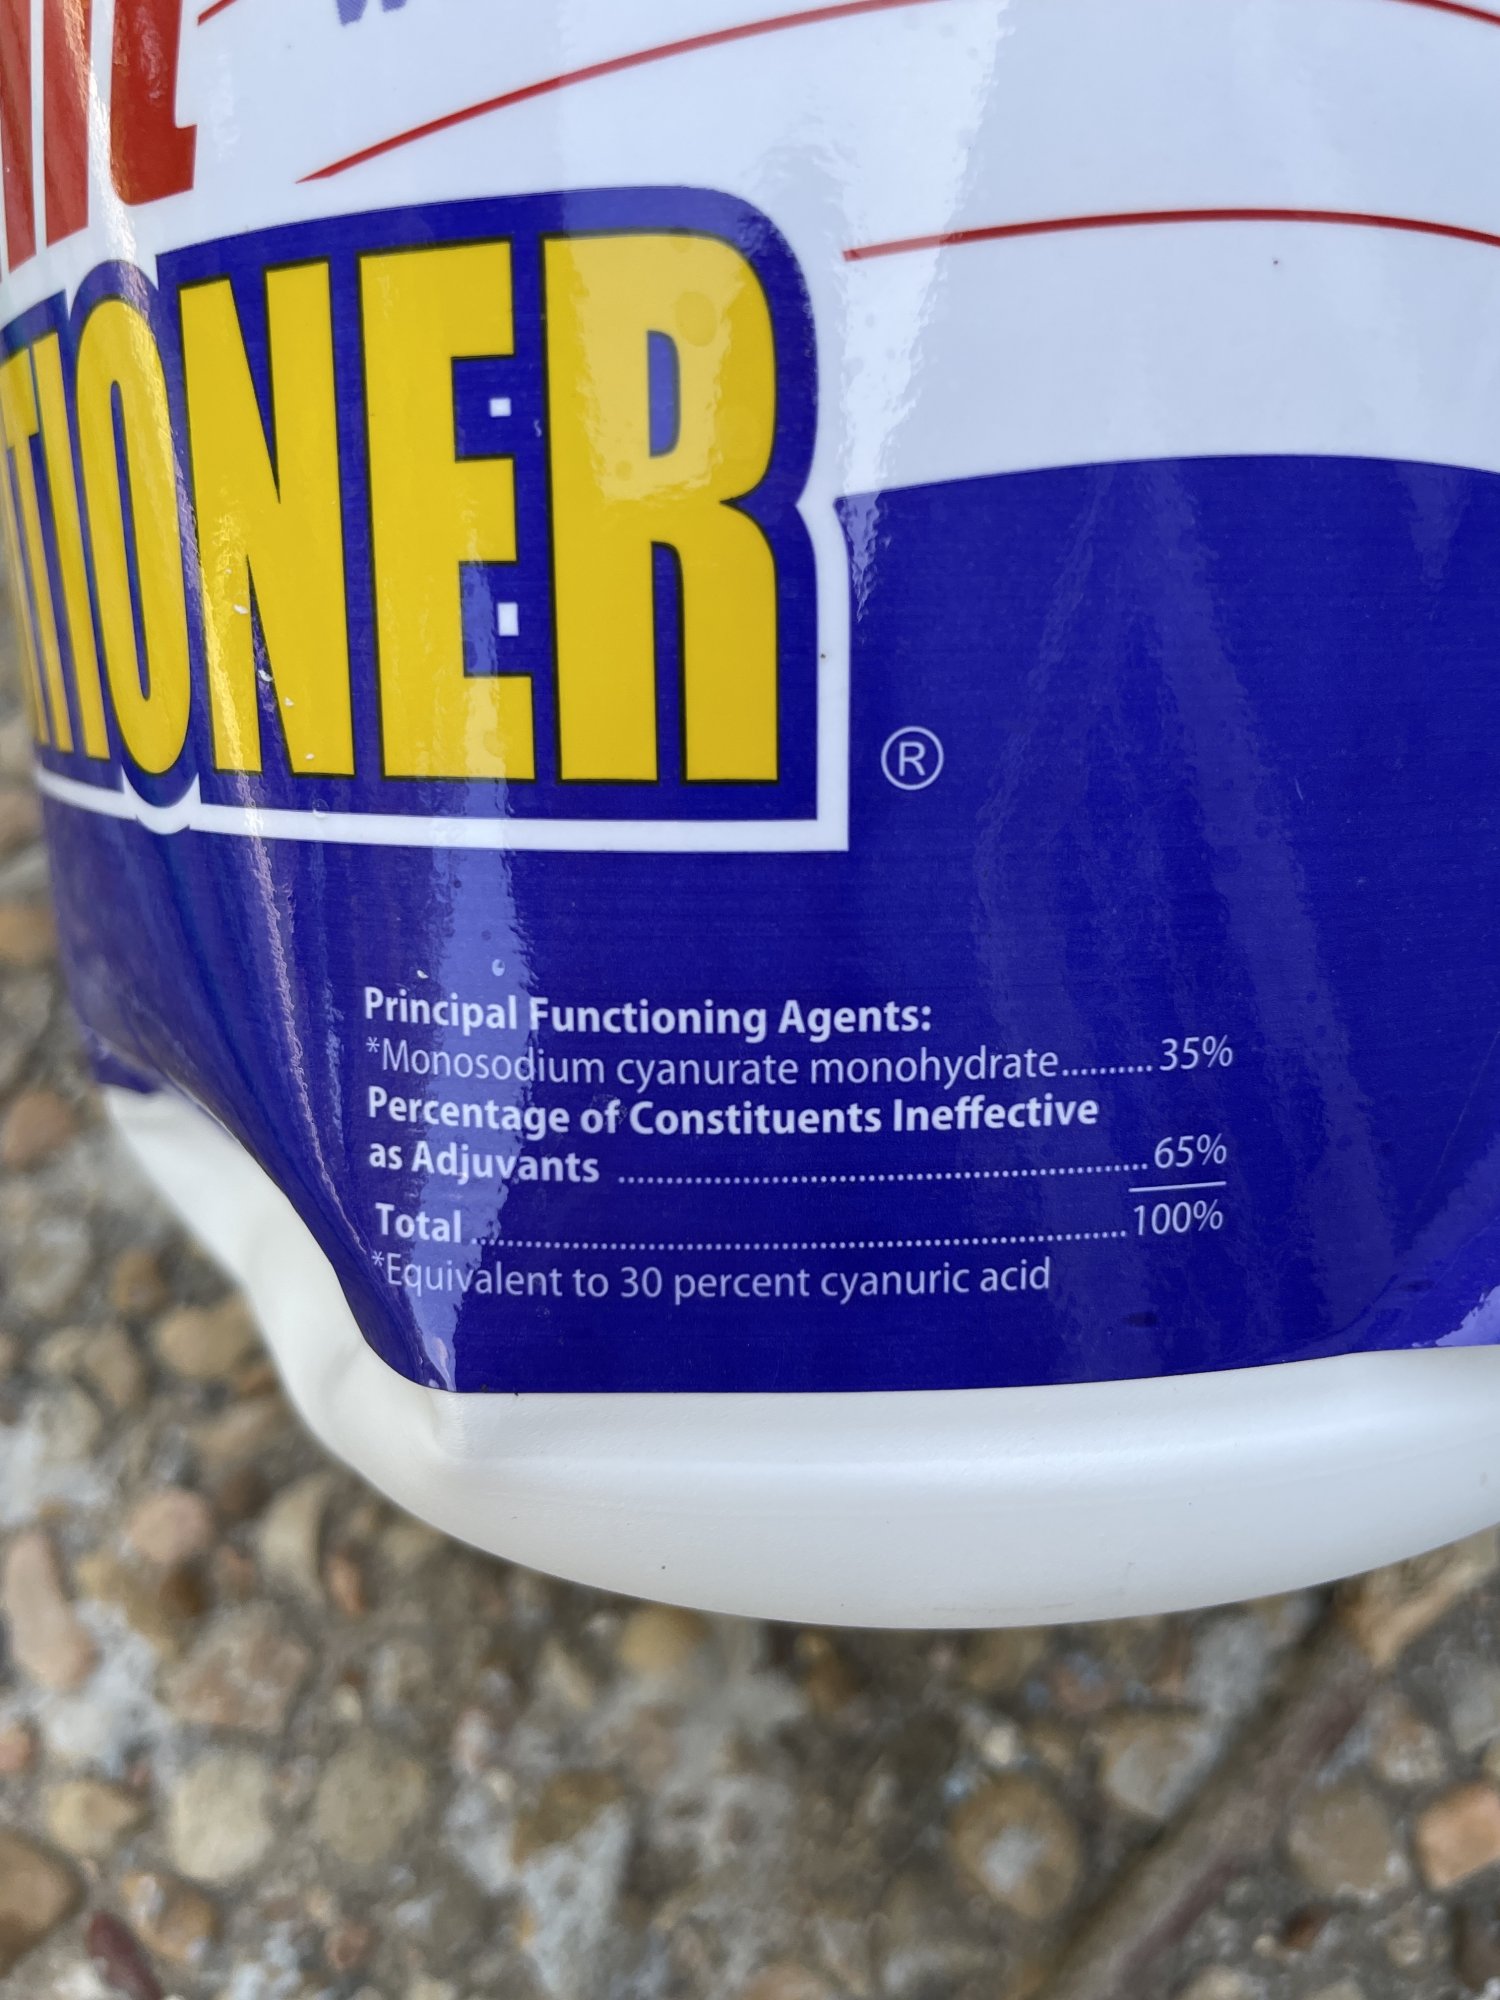 TIONER®
Principal Functioning Agents:
*Monosodium cyanurate monohydrate.......... 35%
Percentage of Constituents Ineffective
as Adjuvants ........................................................ 65%
Total ....................................................................... 100%
*Equivalent to 30 percent cyanuric acid